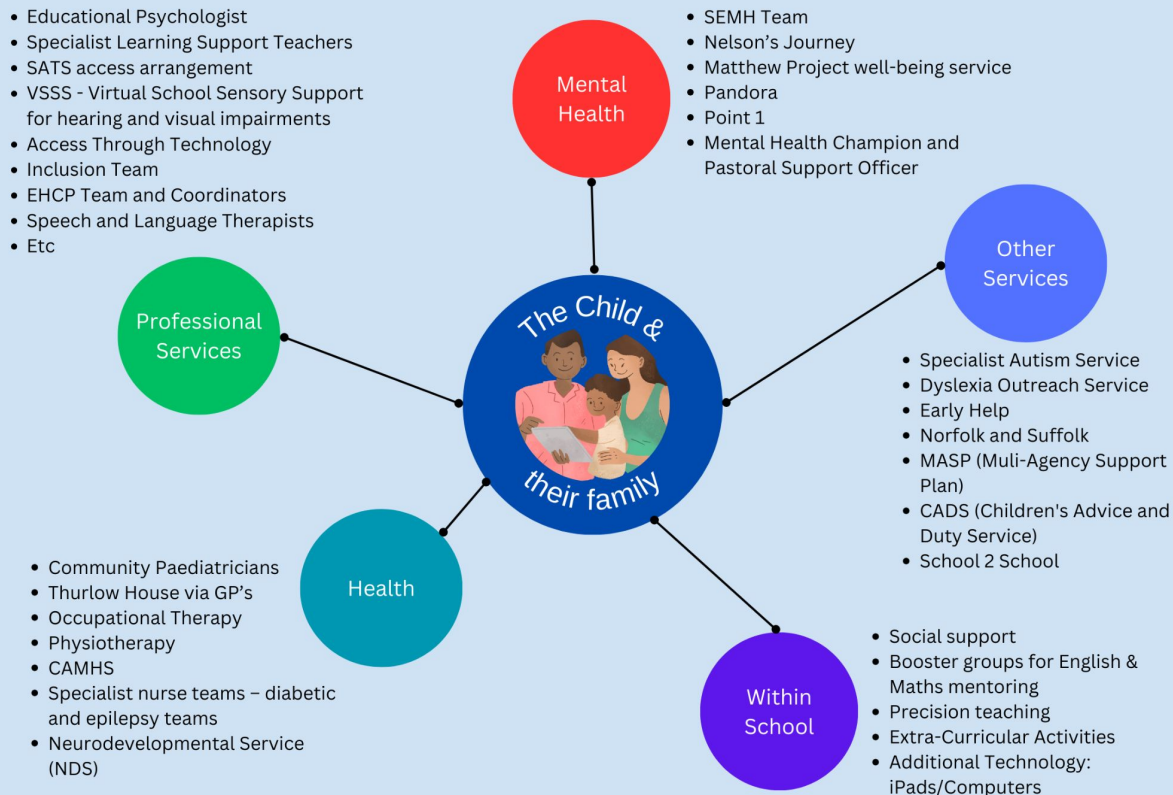 • Educational Psychologist
• Specialist Learning Support Teachers
• SATS access arrangement
• VSSS - Virtual School Sensory Support
for hearing and visual impairments
• Access Through Technology
• Inclusion Team
• EHCP Team and Coordinators
• Speech and Language Therapists
• Etc
Professional
Services
Mental
Health
• SEMH Team
• Nelson’s Journey
• Matthew Project well-being service
• Pandora
• Point 1
• Mental Health Champion and
Pastoral Support Officer
Other
Services
• Specialist Autism Service
• Dyslexia Outreach Service
• Early Help
• Norfolk and Suffolk
• MASP (Muli-Agency Support
Plan)
• CADS (Children's Advice and
Duty Service)
• School 2 School
The Child &
their family
Health
• Community Paediatricians
• Thurlow House via GP’s
• Occupational Therapy
• Physiotherapy
• CAMHS
• Specialist nurse teams – diabetic
and epilepsy teams
• Neurodevelopmental Service
(NDS)
Within
School
• Social support
• Booster groups for English &
Maths mentoring
• Precision teaching
• Extra-Curricular Activities
• Additional Technology:
iPads/Computers